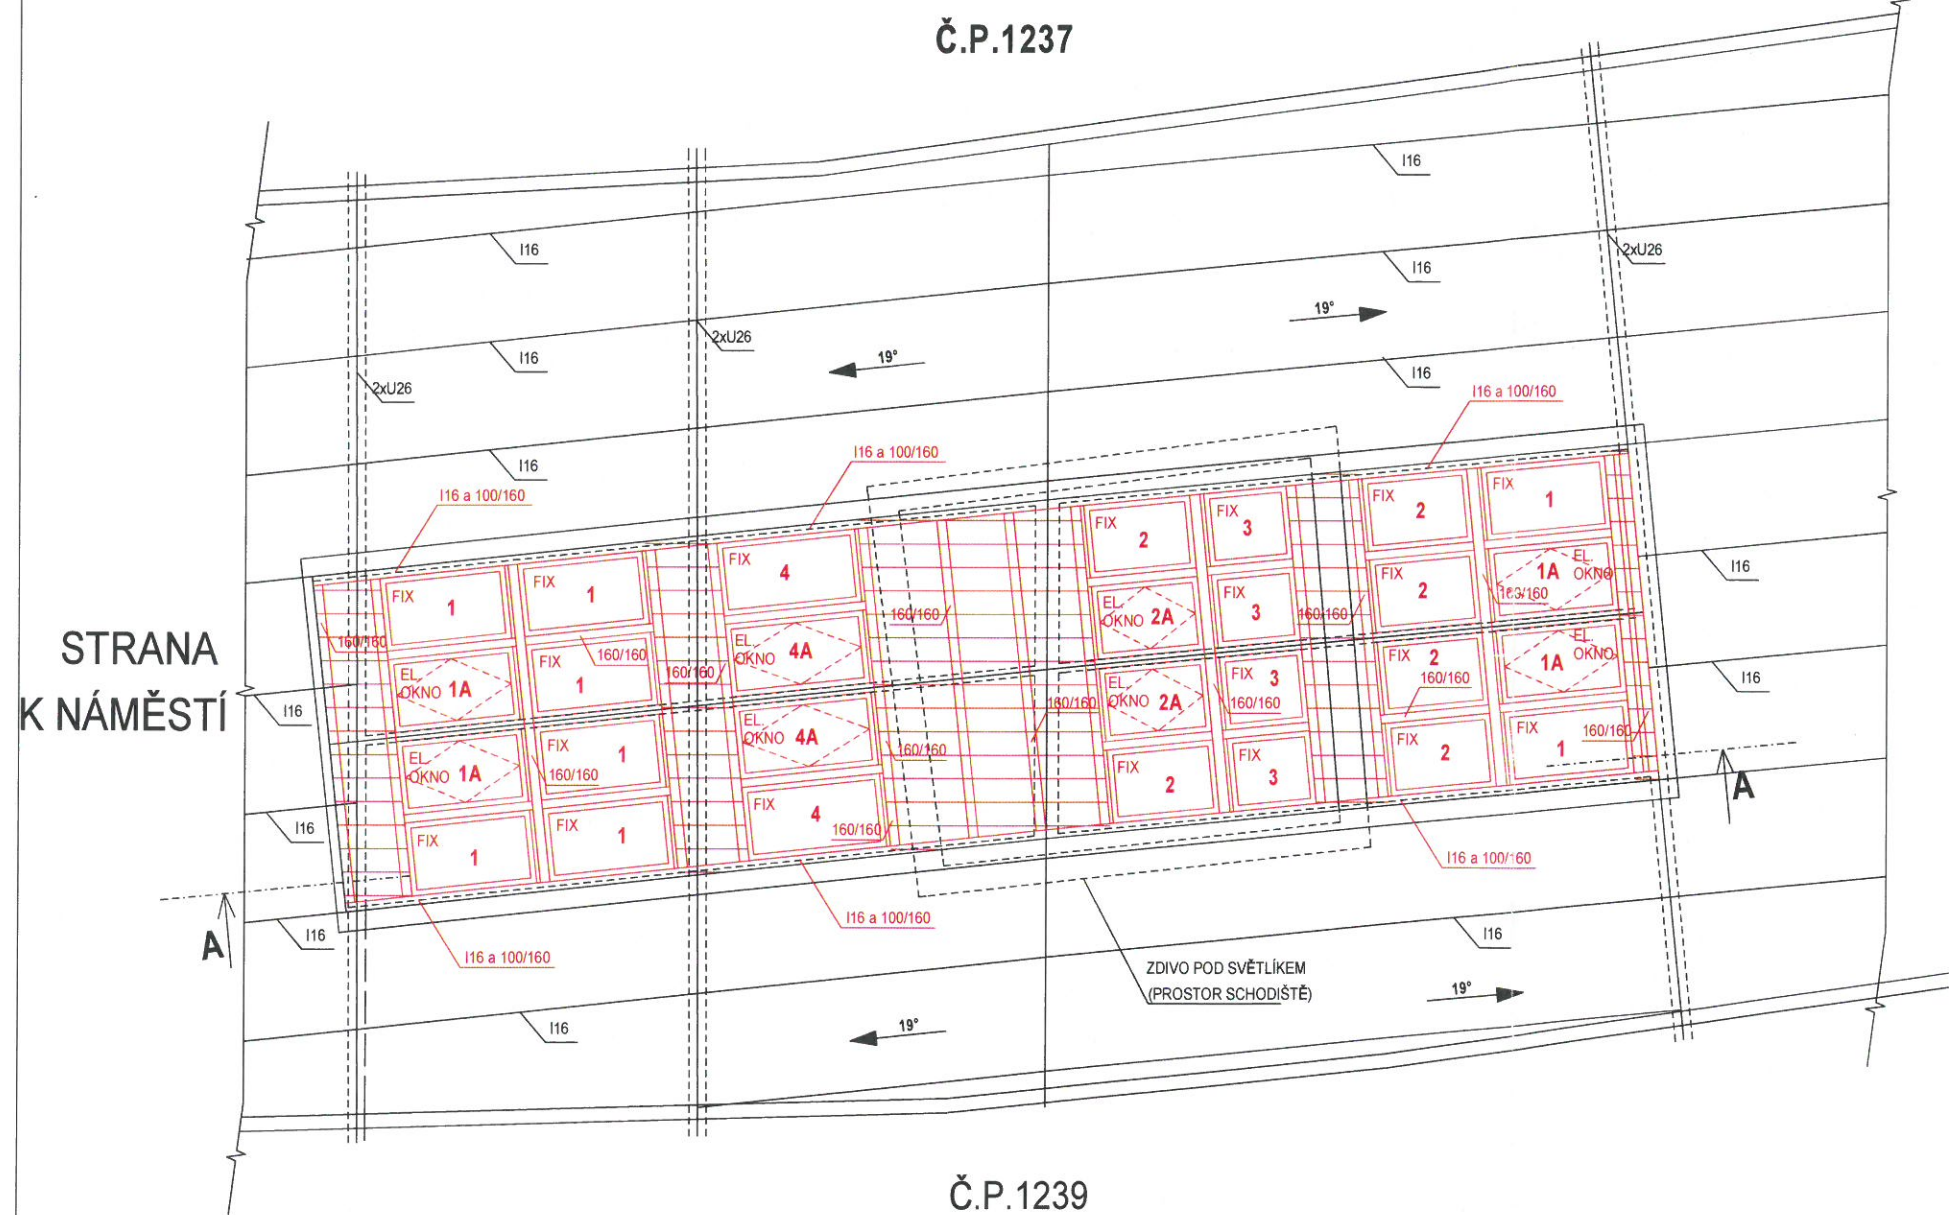 Č.P.1237
I16
I16
2xU26
I16
19°
2xU26
19°
I16
I16
2xU26
I16 a 100/160
I16
I16 a 100/160
I16 a 100/160
FIX 1
FIX 2
FIX 3
FIX 2
FIX 4
FIX 1
FIX 1
EL.
OKNO 1A
160/160
FIX 2
FIX 3
EL.
OKNO 2A
160/160
160/160
I16
EL.
OKNO 4A
160/160
160/160
160/160
FIX 1
EL.
OKNO 1A
STRANA
K NÁMĚSTÍ
I16
EL.
OKNO 1A
FIX 2
160/160
FIX 3
160/160
EL.
OKNO 2A
160/160
EL.
OKNO 4A
160/160
FIX 1
160/160
EL.
OKNO 1A
I16
FIX 1
160/160
FIX 2
FIX 3
FIX 2
FIX 4
160/160
FIX 1
FIX 1
I16
A
A
I16 a 100/160
I16 a 100/160
I16 a 100/160
I16
I16
ZDIVO POD SVĚTLÍKEM
(PROSTOR SCHODIŠTĚ)
19°
19°
I16
I16
Č.P.1239